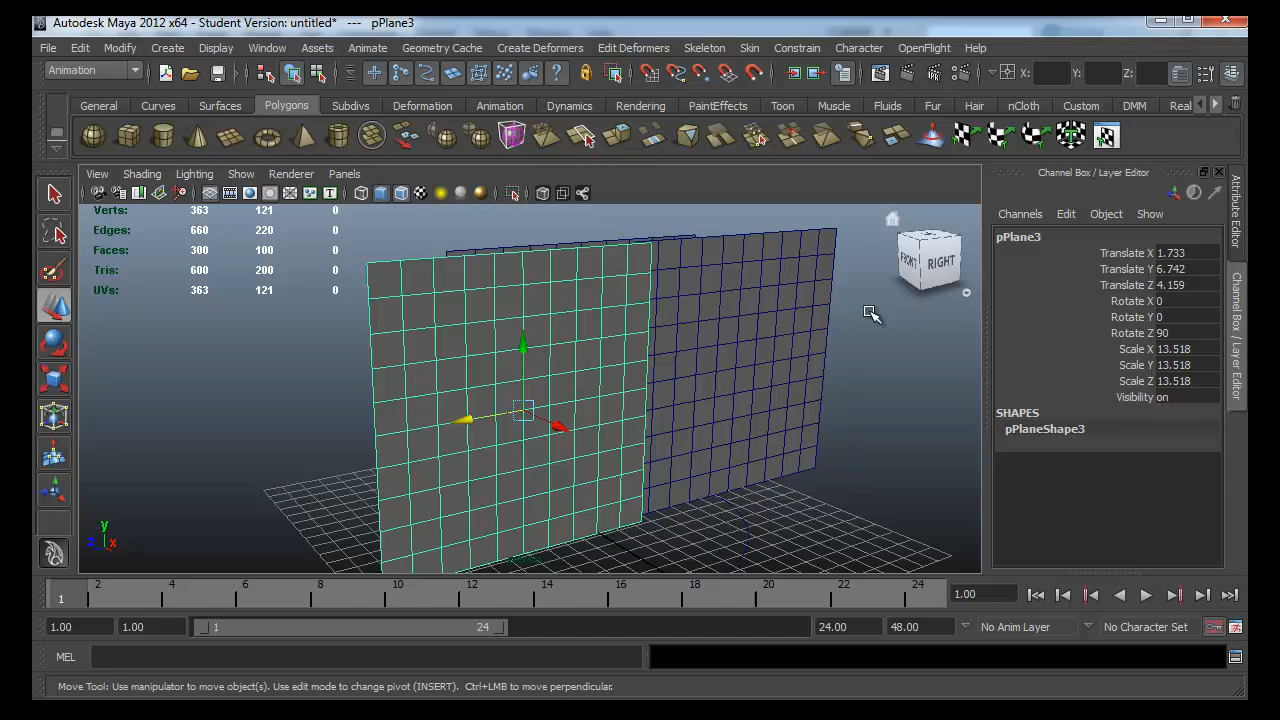 Autodesk Maya 2012 x64 - Student Version: untitled* --- pPlane3
File Edit Modify Create Display Window Assets Animate Geometry Cache Create Deformers Edit Deformers Skeleton Skin Constrain Character OpenFlight Help
Animation X: Y: Z:
General Curves Surfaces Polygons Subdivs Deformation Animation Dynamics Rendering PaintEffects Toon Muscle Fluids Fur Hair nCloth Custom DMM Real
View Shading Lighting Show Renderer Panels
Channel Box / Layer Editor
Verts: 363 121 0
Edges: 660 220 0
Faces: 300 100 0
Tris: 600 200 0
UVs: 363 121 0
FRONT RIGHT
y
z x
Channels Edit Object Show
pPlane3
Translate X 1.733
Translate Y 6.742
Translate Z 4.159
Rotate X 0
Rotate Y 0
Rotate Z 90
Scale X 13.518
Scale Y 13.518
Scale Z 13.518
Visibility on
SHAPES
pPlaneShape3
Attribute Editor
Channel Box / Layer Editor
1 2 4 6 8 10 12 14 16 18 20 22 24 1.00
1.00 1.00 1 24 24.00 48.00 No Anim Layer No Character Set
MEL
Move Tool: Use manipulator to move object(s). Use edit mode to change pivot (INSERT). Ctrl+LMB to move perpendicular.